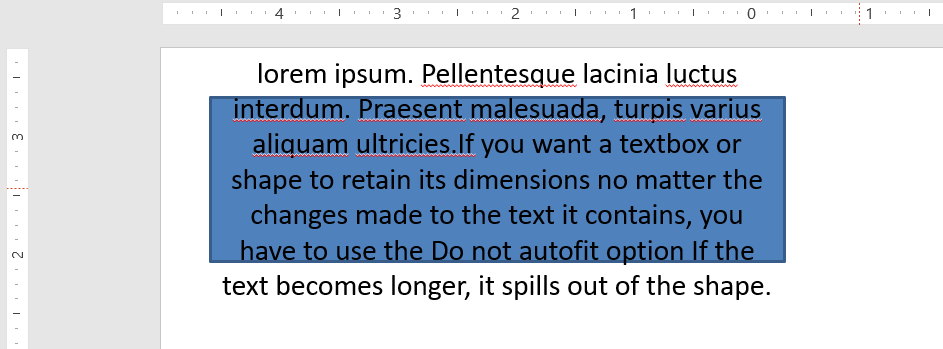 4 3 2 1 0 1
3
2
lorem ipsum. Pellentesque lacinia luctus
interdum. Praesent malesuada, turpis varius
aliquam ultricies.If you want a textbox or
shape to retain its dimensions no matter the
changes made to the text it contains, you
have to use the Do not autofit option If the
text becomes longer, it spills out of the shape.